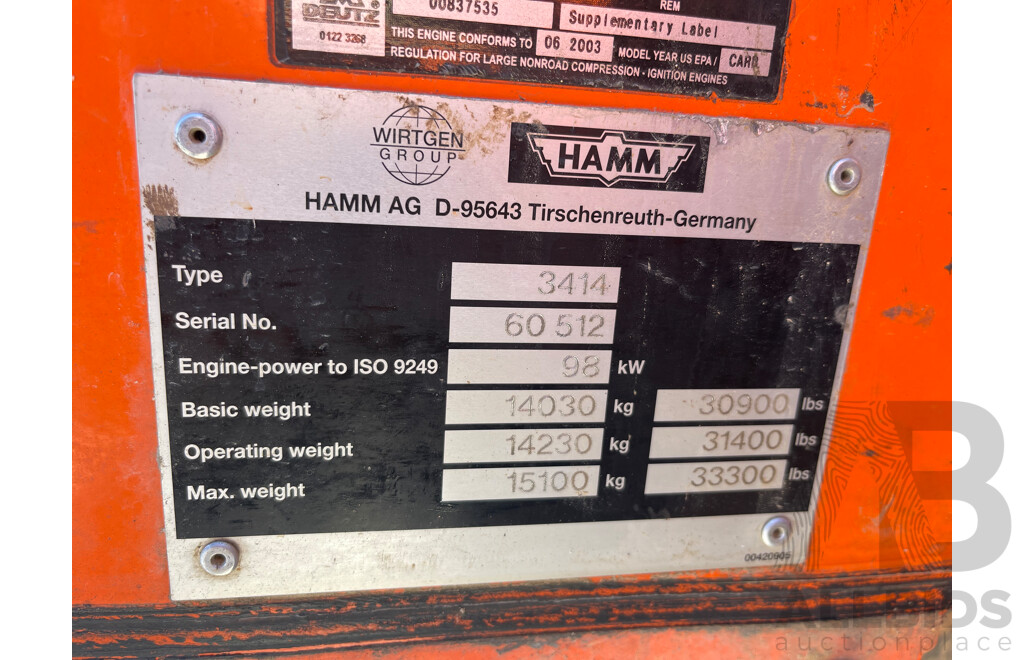 REM
DEUTZ ®
00837535
Supplementary Label
0122 3268
THIS ENGINE CONFORMS TO 06 2003 MODEL YEAR US EPA / CARB
REGULATION FOR LARGE NONROAD COMPRESSION - IGNITION ENGINES
WIRTGEN
GROUP
HAMM
HAMM AG D-95643 Tirschenreuth-Germany
Type 3414
Serial No. 60 512
Engine-power to ISO 9249 98 kW
Basic weight 14030 kg 30900 lbs
Operating weight 14230 kg 31400 lbs
Max. weight 15100 kg 33300 lbs
00420905
AB
ALLBIDS
auctionplace